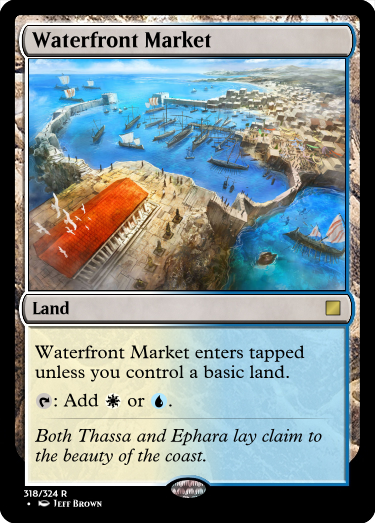 Waterfront Market
Land
Waterfront Market enters tapped
unless you control a basic land.
: Add or .
Both Thassa and Ephara lay claim to
the beauty of the coast.
318/324 R
• Jeff Brown